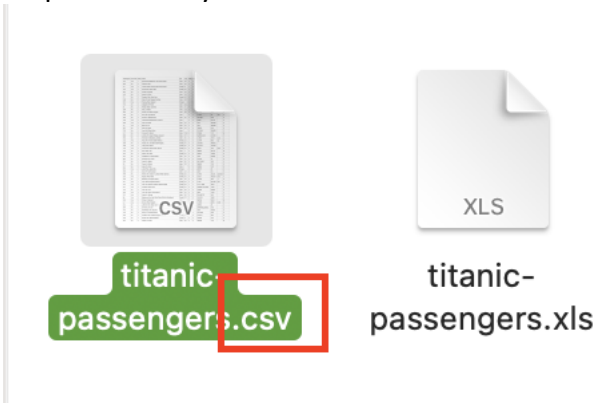 CSV
titanic-
passengers.csv
XLS
titanic-
passengers.xls